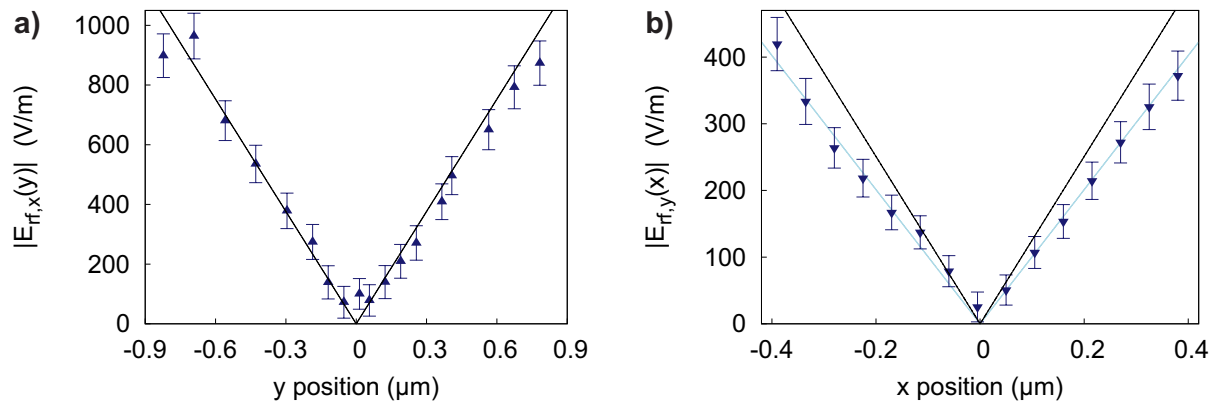 a)
1000
800
600
400
200
0
|E_rf,x(y)| (V/m)
-0.9 -0.6 -0.3 0 0.3 0.6 0.9
y position (μm)
b)
400
300
200
100
0
|E_rf,y(x)| (V/m)
-0.4 -0.2 0 0.2 0.4
x position (μm)